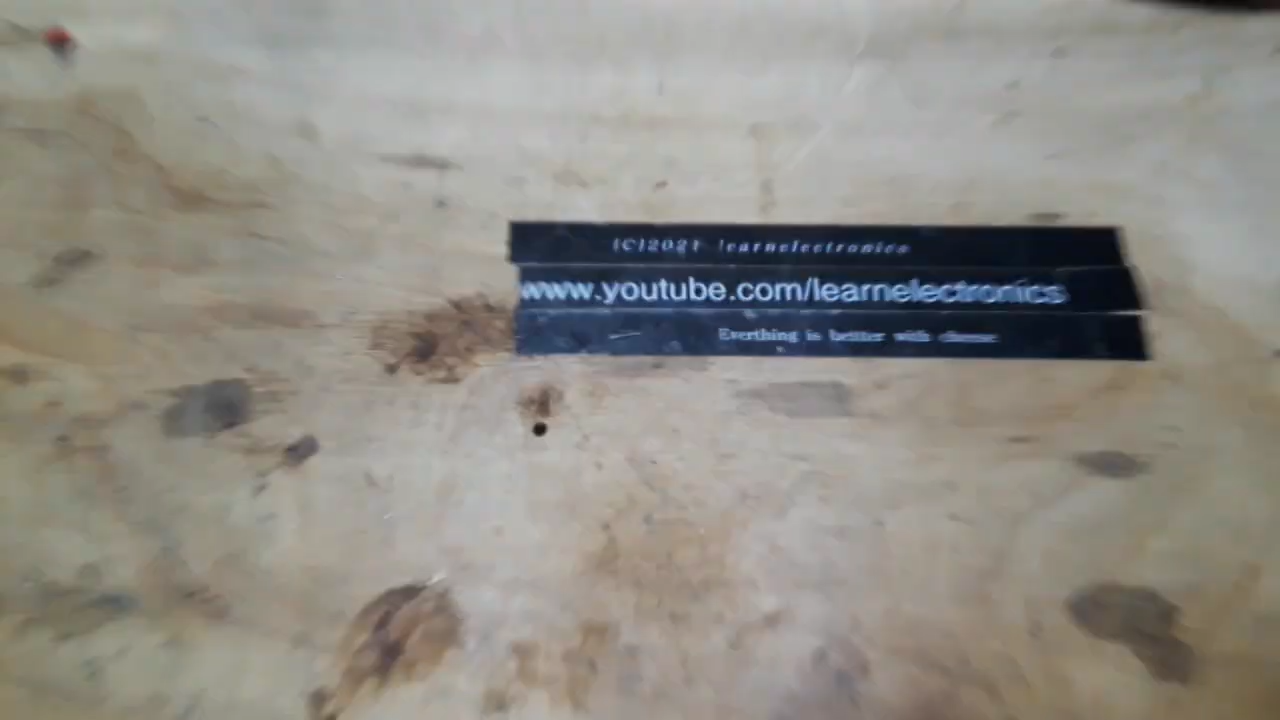 (C)2021 learnelectronics
www.youtube.com/learnelectronics
Everthing is better with cheese